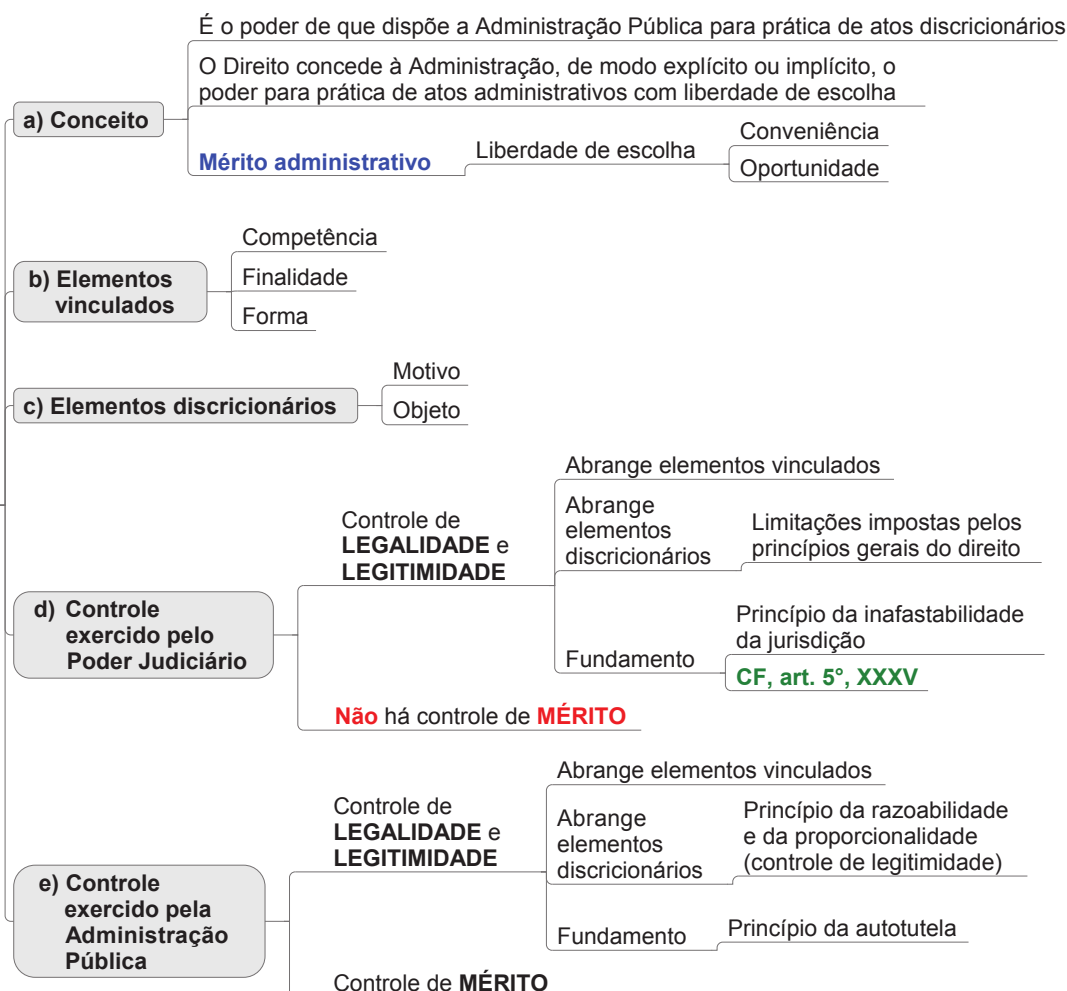 É o poder de que dispõe a Administração Pública para prática de atos discricionários
O Direito concede à Administração, de modo explícito ou implícito, o
poder para prática de atos administrativos com liberdade de escolha
a) Conceito
Mérito administrativo
Liberdade de escolha
Conveniência
Oportunidade
b) Elementos
vinculados
Competência
Finalidade
Forma
c) Elementos discricionários
Motivo
Objeto
d) Controle
exercido pelo
Poder Judiciário
Controle de
LEGALIDADE e
LEGITIMIDADE
Abrange elementos vinculados
Abrange
elementos
discricionários
Limitações impostas pelos
princípios gerais do direito
Fundamento
Princípio da inafastabilidade
da jurisdição
CF, art. 5°, XXXV
Não há controle de MÉRITO
e) Controle
exercido pela
Administração
Pública
Controle de
LEGALIDADE e
LEGITIMIDADE
Abrange elementos vinculados
Abrange
elementos
discricionários
Princípio da razoabilidade
e da proporcionalidade
(controle de legitimidade)
Fundamento
Princípio da autotutela
Controle de MÉRITO